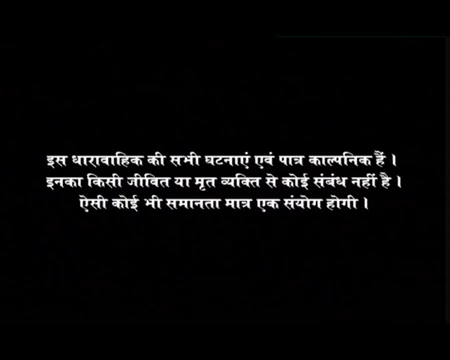 इस धारावाहिक की सभी घटनाएं एवं पात्र काल्पनिक हैं ।
इनका किसी जीवित या मृत व्यक्ति से कोई संबंध नहीं है ।
ऐसी कोई भी समानता मात्र एक संयोग होगी ।